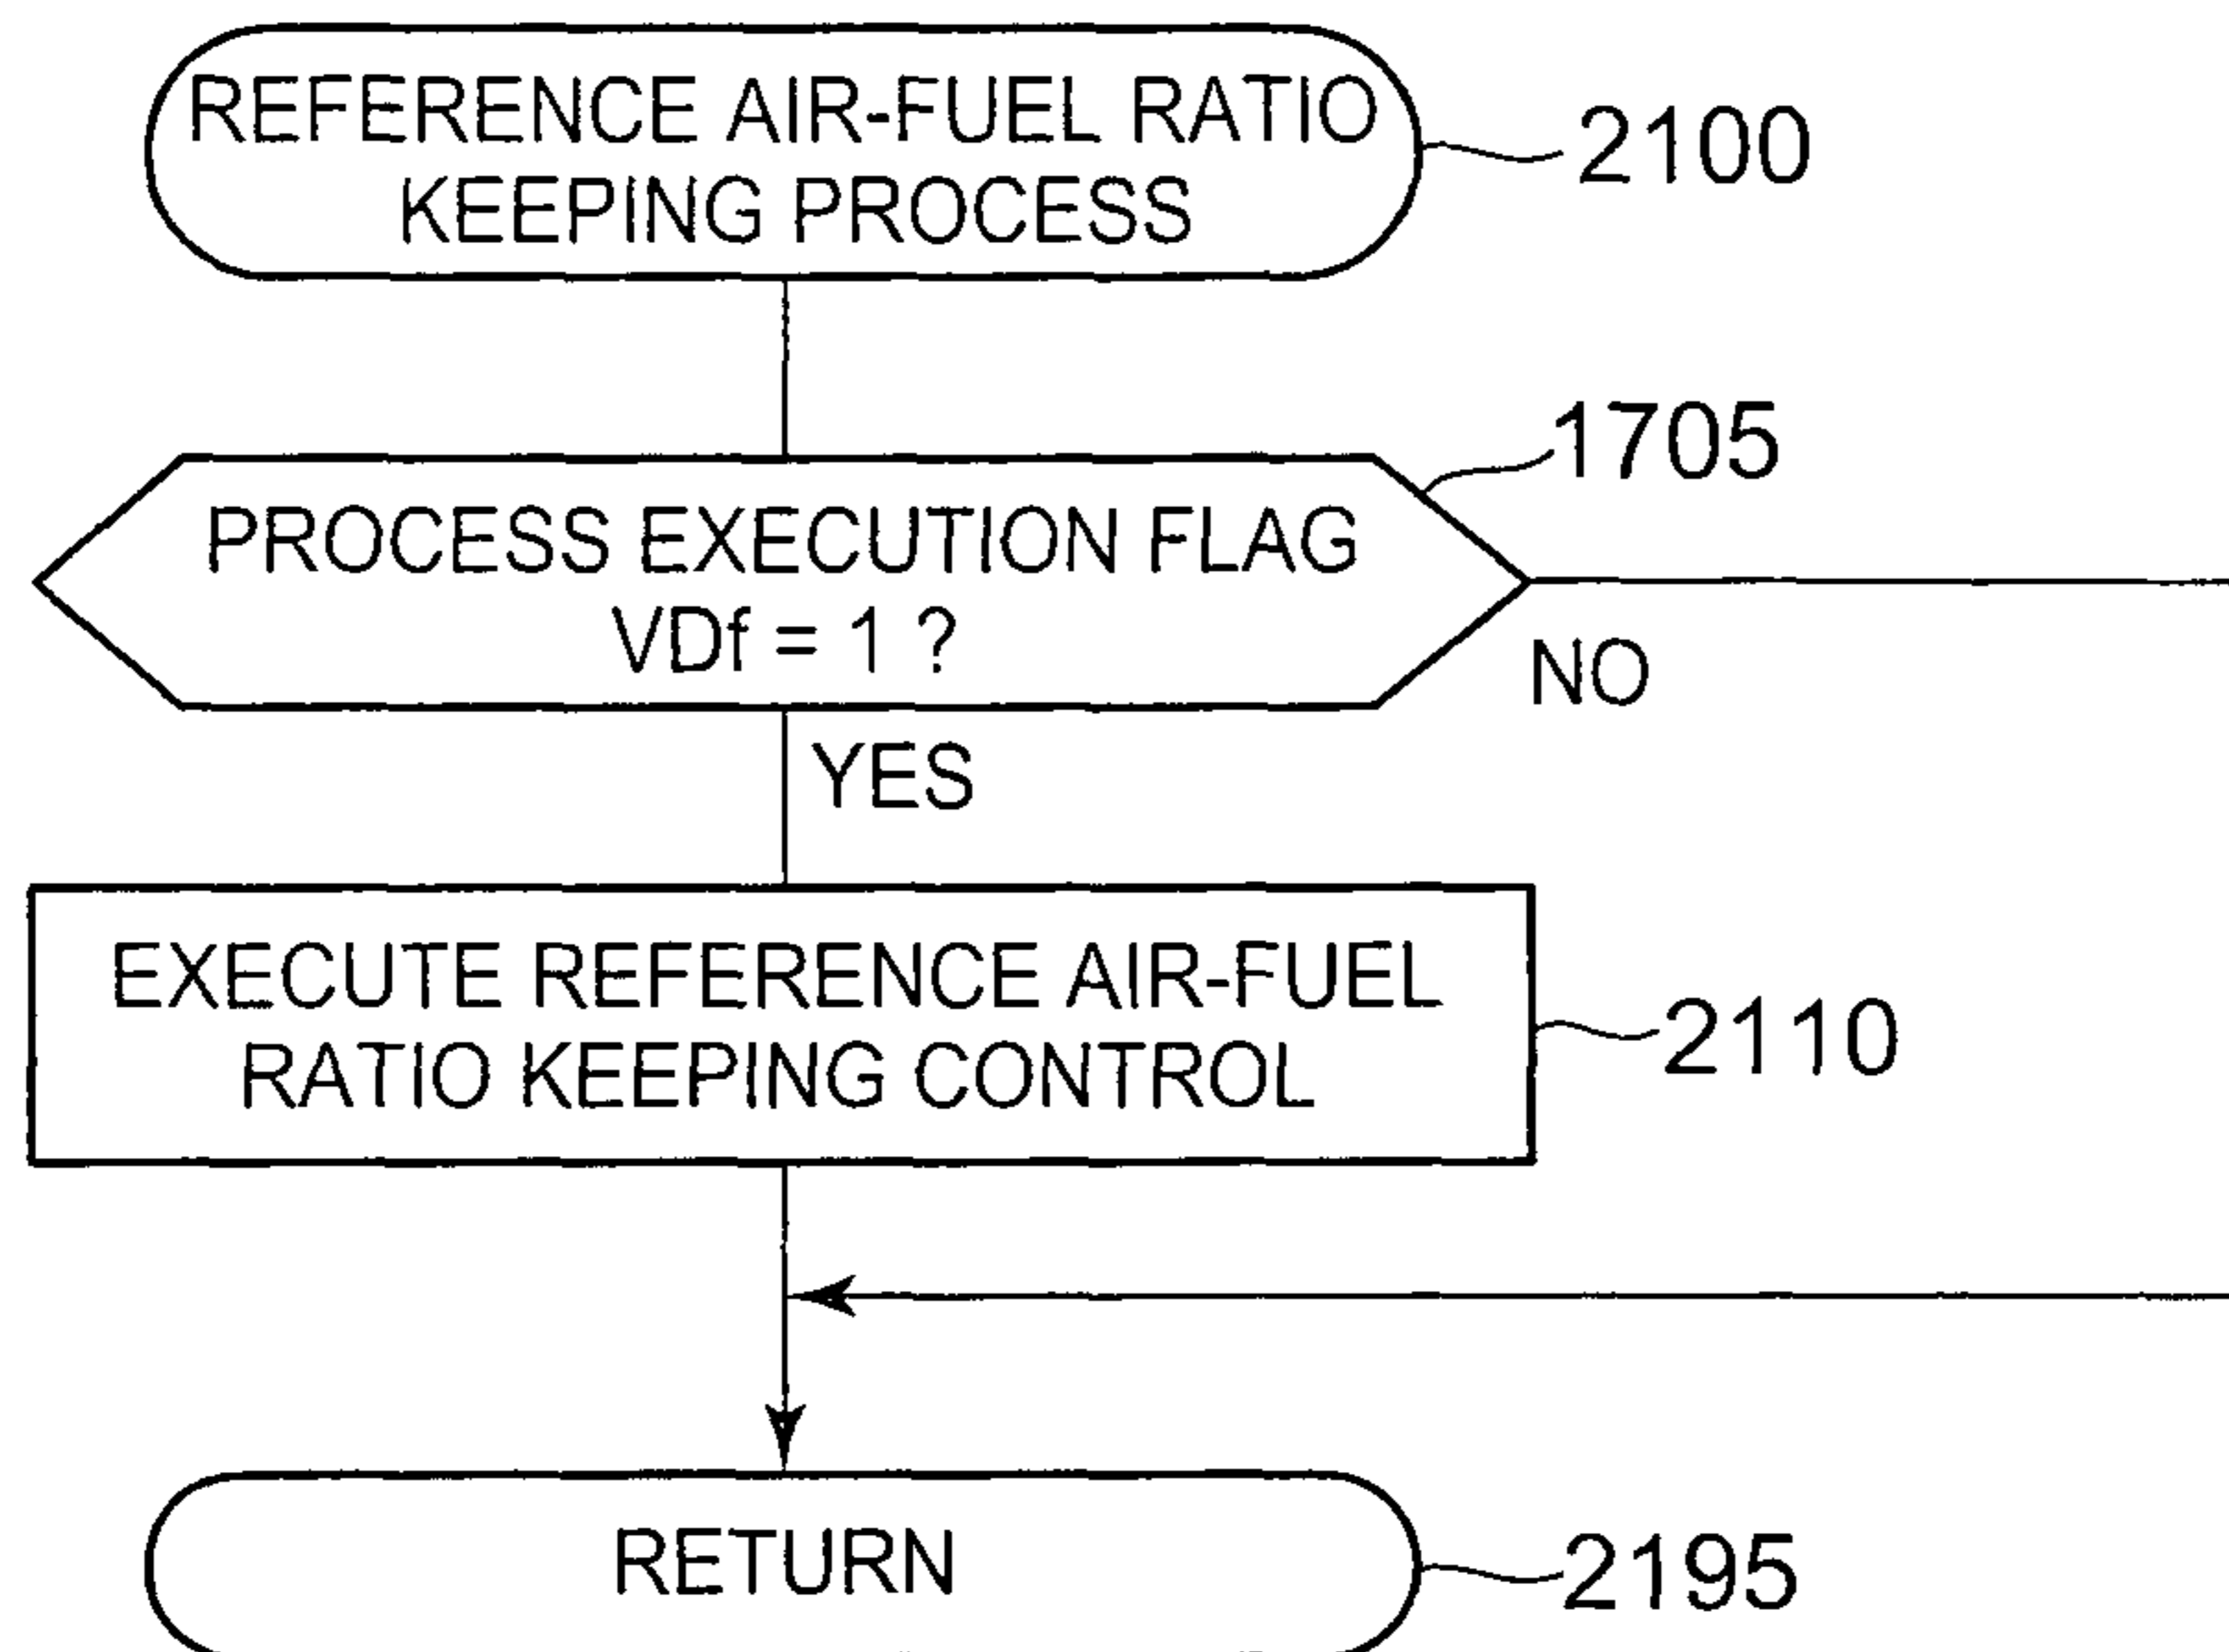 REFERENCE AIR-FUEL RATIO
KEEPING PROCESS
2100
1705
PROCESS EXECUTION FLAG
VDf = 1 ?
NO
YES
EXECUTE REFERENCE AIR-FUEL
RATIO KEEPING CONTROL
2110
RETURN
2195